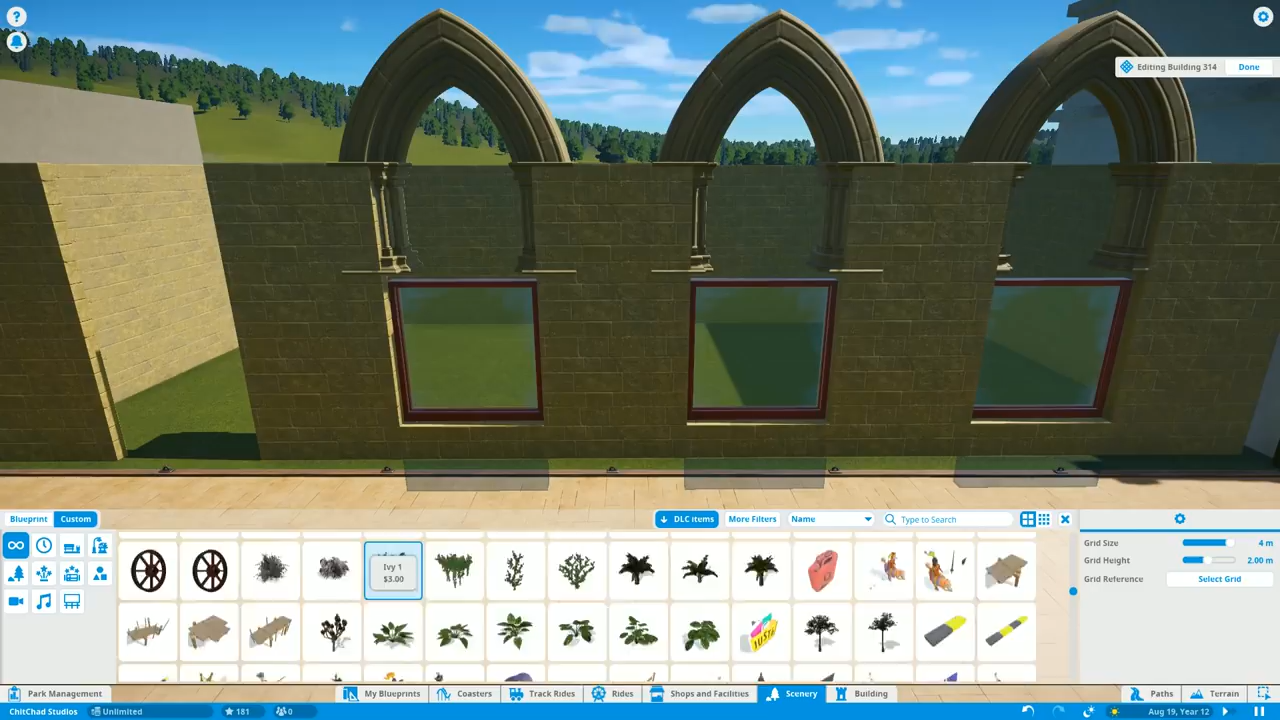 ?
Editing Building 314 Done
Blueprint Custom
DLC items More Filters Name Type to Search
Grid Size 4 m
Grid Height 2.00 m
Grid Reference Select Grid
Ivy 1
$3.00
Park Management My Blueprints Coasters Track Rides Rides Shops and Facilities Scenery Building Paths Terrain
ChitChad Studios Unlimited 181 0 Aug 19, Year 12